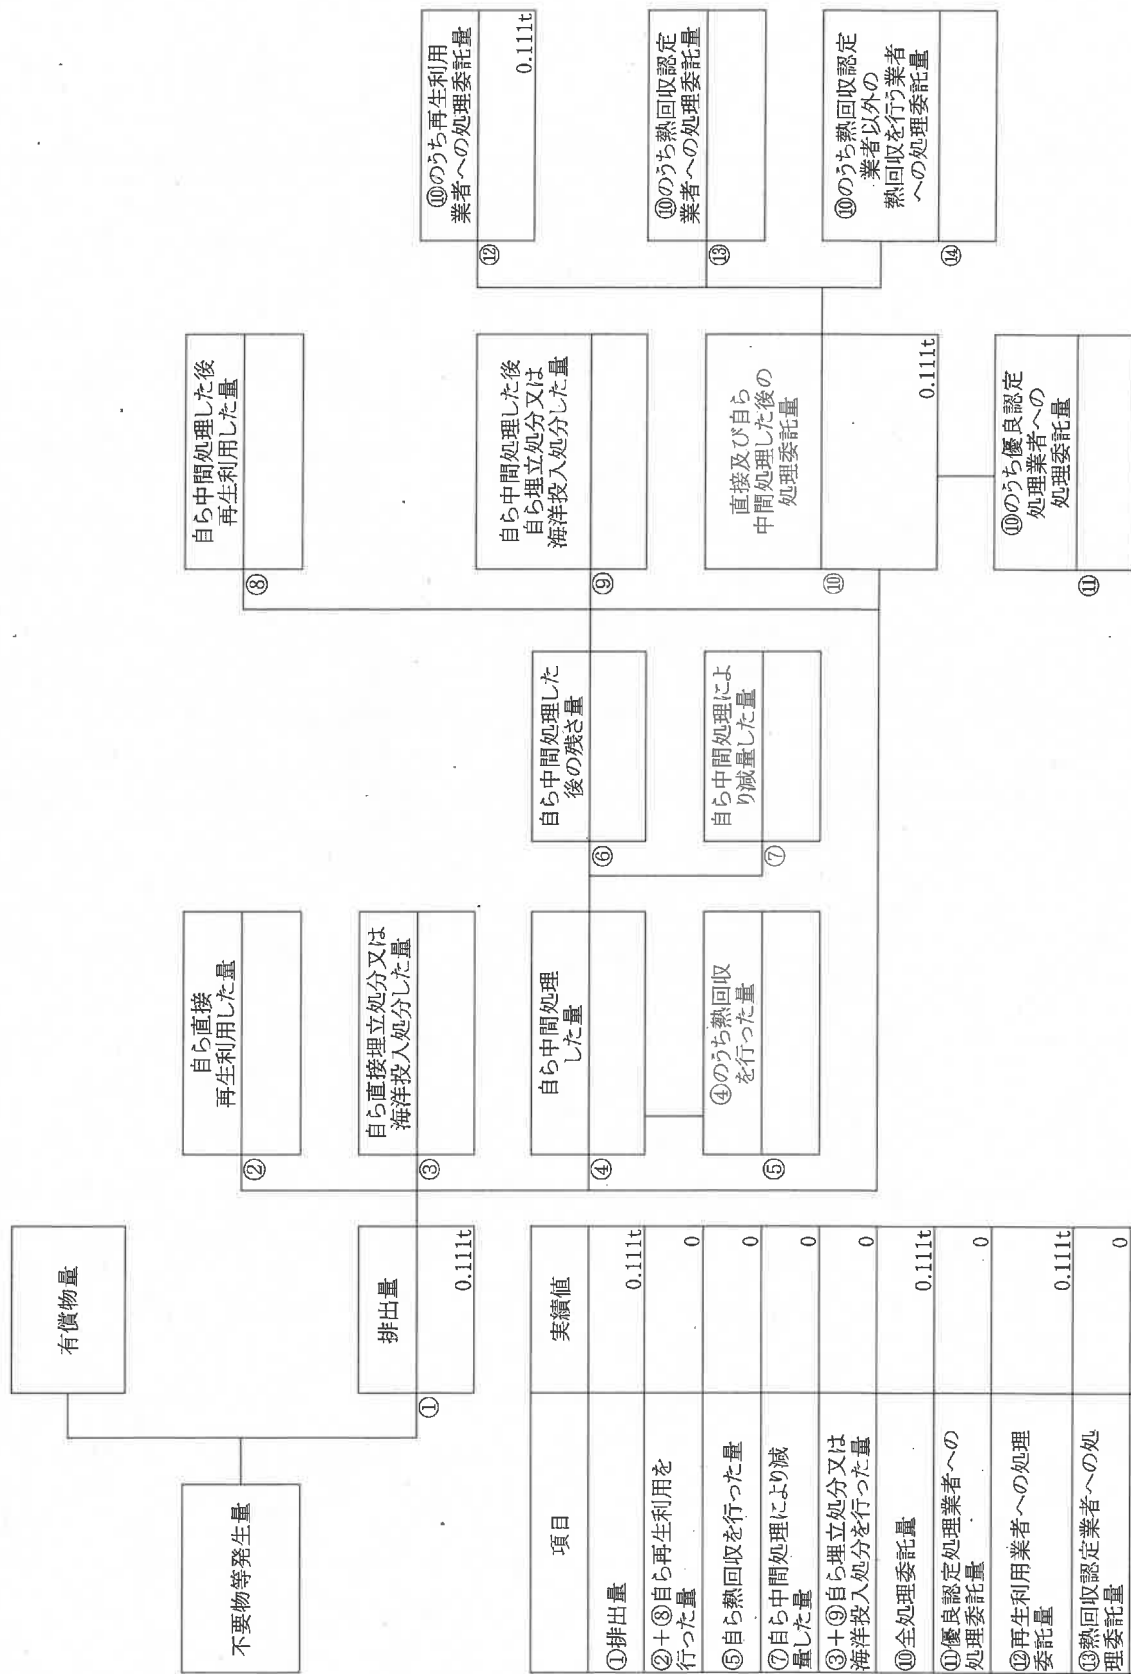 不要物等発生量
有償物量
排出量
①
0.111t
自ら直接
再生利用した量
②
自ら直接埋立処分又は
海洋投入処分した量
③
自ら中間処理
した量
④
④のうち熱回収
を行った量
⑤
自ら中間処理した
後の残さ量
⑥
自ら中間処理によ
り減量した量
⑦
自ら中間処理した後
再生利用した量
⑧
自ら中間処理した後
自ら埋立処分又は
海洋投入処分した量
⑨
直接及び自ら
中間処理した後の
処理委託量
⑩
0.111t
⑩のうち優良認定
処理業者への
処理委託量
⑪
⑩のうち再生利用
業者への処理委託量
⑫
0.111t
⑩のうち熱回収認定
業者への処理委託量
⑬
⑩のうち熱回収認定
業者以外の
熱回収を行う業者
への処理委託量
⑭
項目 実績値
①排出量 0.111t
②+⑧自ら再生利用を
行った量 0
⑤自ら熱回収を行った量 0
⑦自ら中間処理により減
量した量 0
③+⑨自ら埋立処分又は
海洋投入処分を行った量 0
⑩全処理委託量 0.111t
⑪優良認定処理業者への
処理委託量 0
⑫再生利用業者への処理
委託量 0.111t
⑬熱回収認定業者への処
理委託量 0